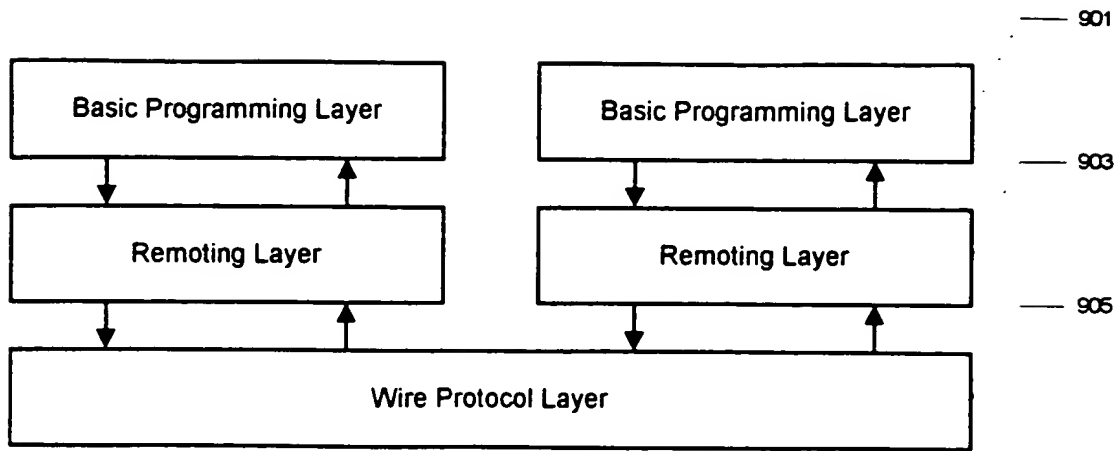 901
Basic Programming Layer
Basic Programming Layer
903
Remoting Layer
Remoting Layer
905
Wire Protocol Layer